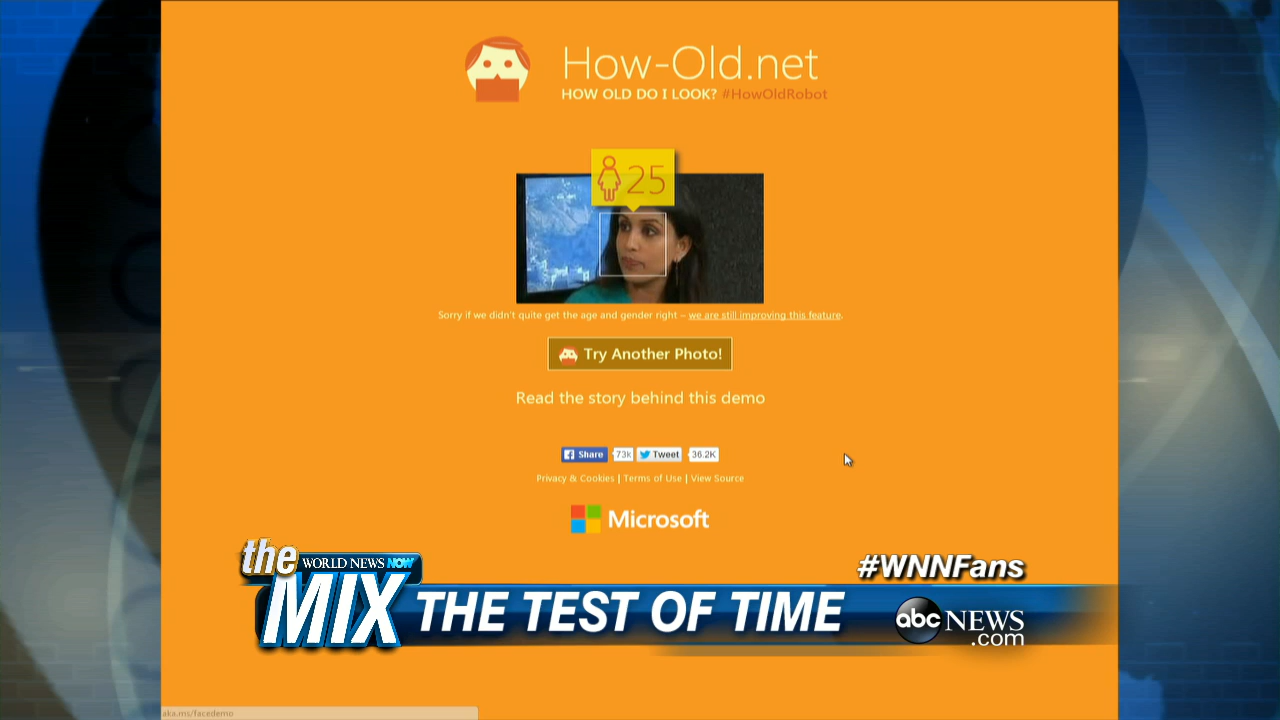 How-Old.net
HOW OLD DO I LOOK? #HowOldRobot
25
Sorry if we didn't quite get the age and gender right – we are still improving this feature.
Try Another Photo!
Read the story behind this demo
Share 73k Tweet 36.2K
Privacy & Cookies | Terms of Use | View Source
Microsoft
the
WORLD NEWS NOW
MIX
#WNNFans
THE TEST OF TIME
abc NEWS
.com
aka.ms/facedemo